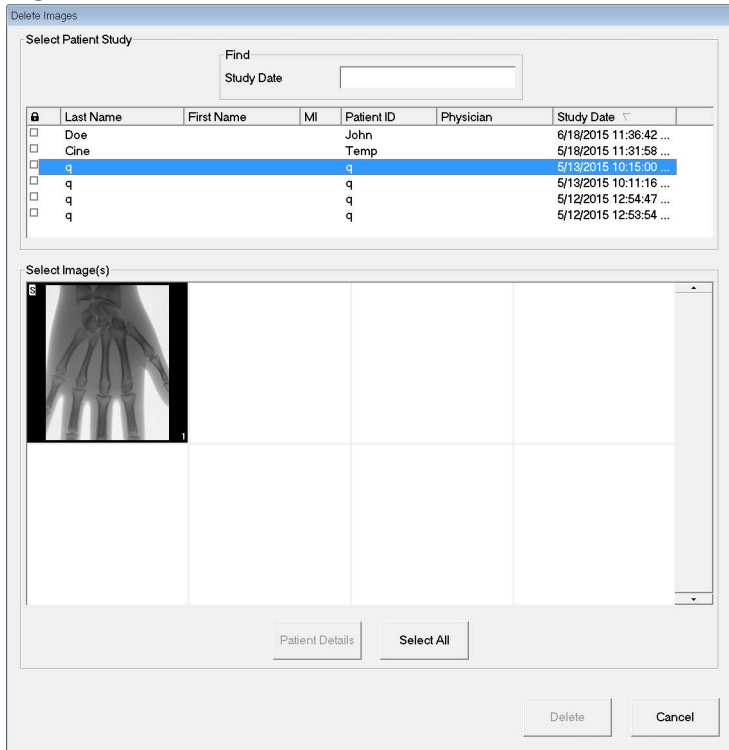 Delete Images
Select Patient Study
Find
Study Date
Last Name First Name MI Patient ID Physician Study Date
Doe John 6/18/2015 11:36:42 ...
Cine Temp 5/18/2015 11:31:58 ...
q q 5/13/2015 10:15:00 ...
q q 5/13/2015 10:11:16 ...
q q 5/12/2015 12:54:47 ...
q q 5/12/2015 12:53:54 ...
Select Image(s)
S
1
Patient Details Select All
Delete Cancel